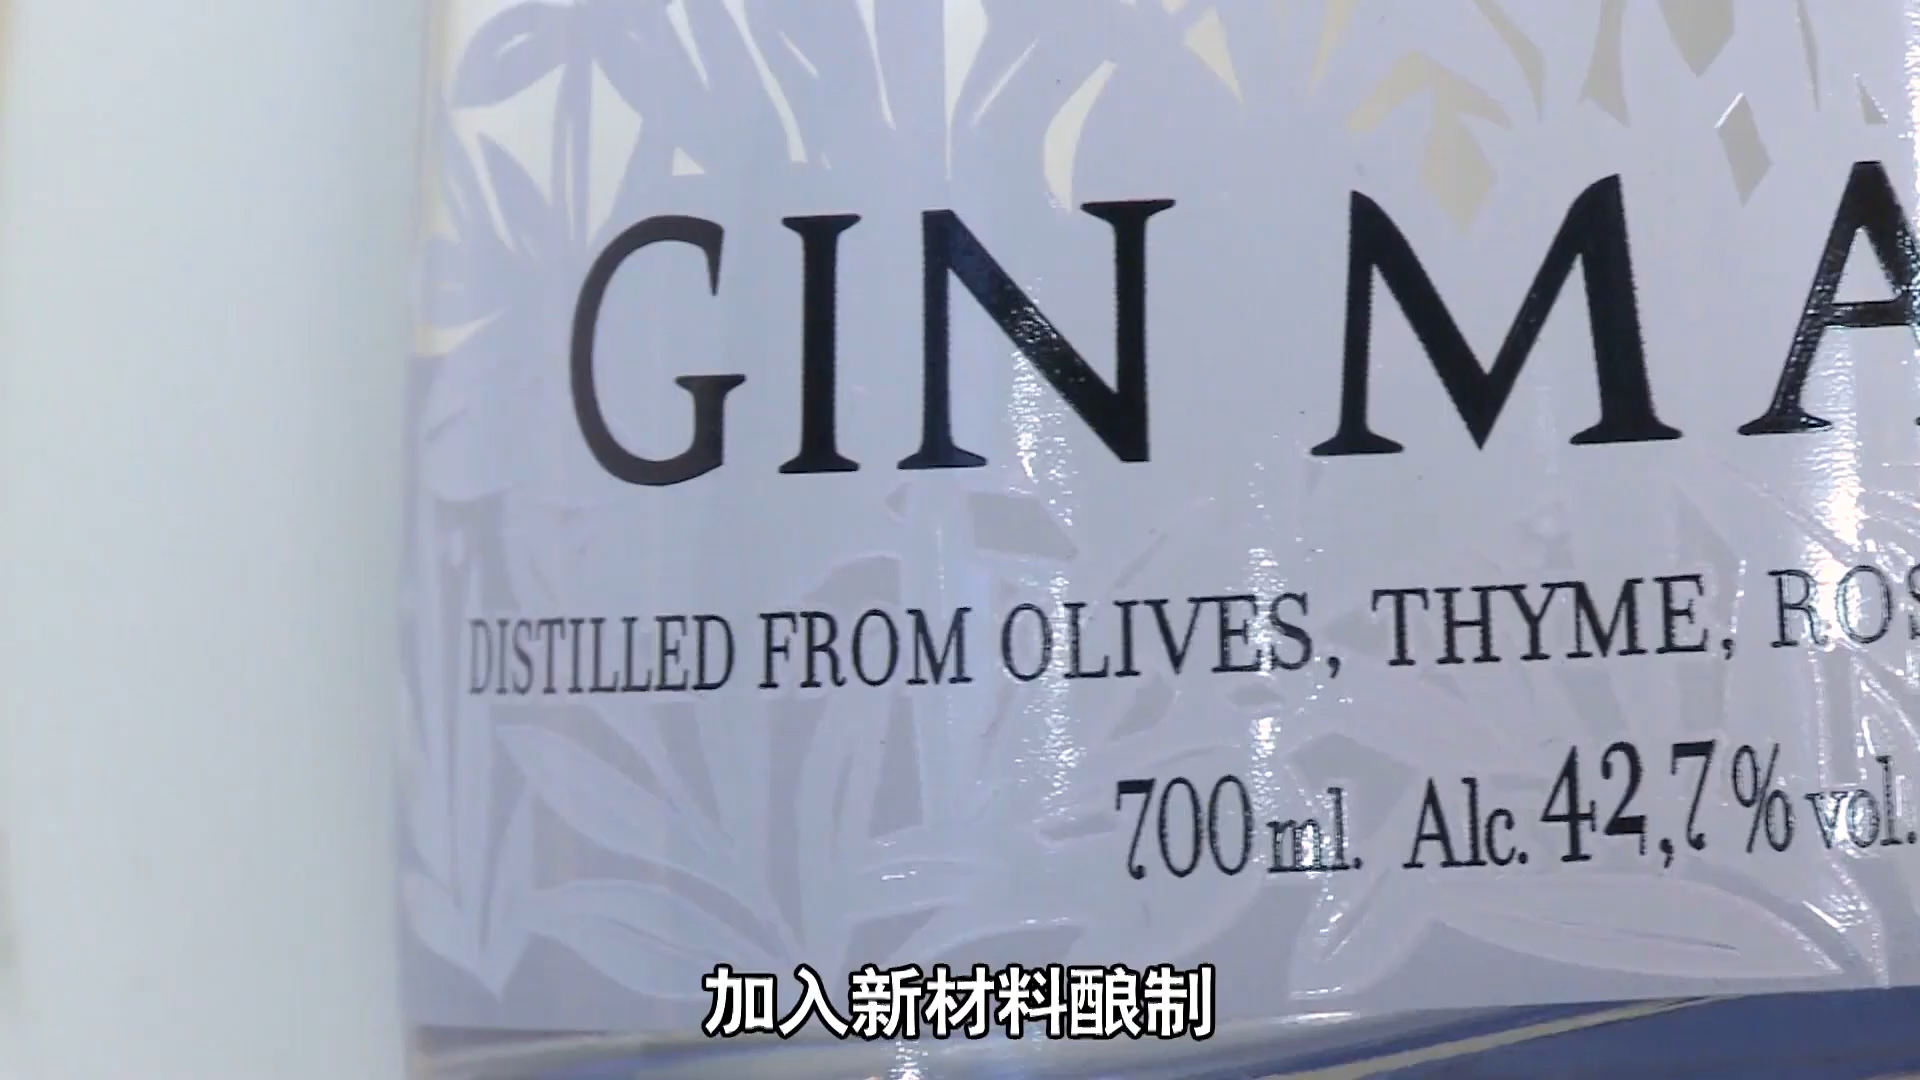 GIN MA
DISTILLED FROM OLIVES, THYME, ROS
700 ml. Alc. 42,7% vol.
加入新材料酿制